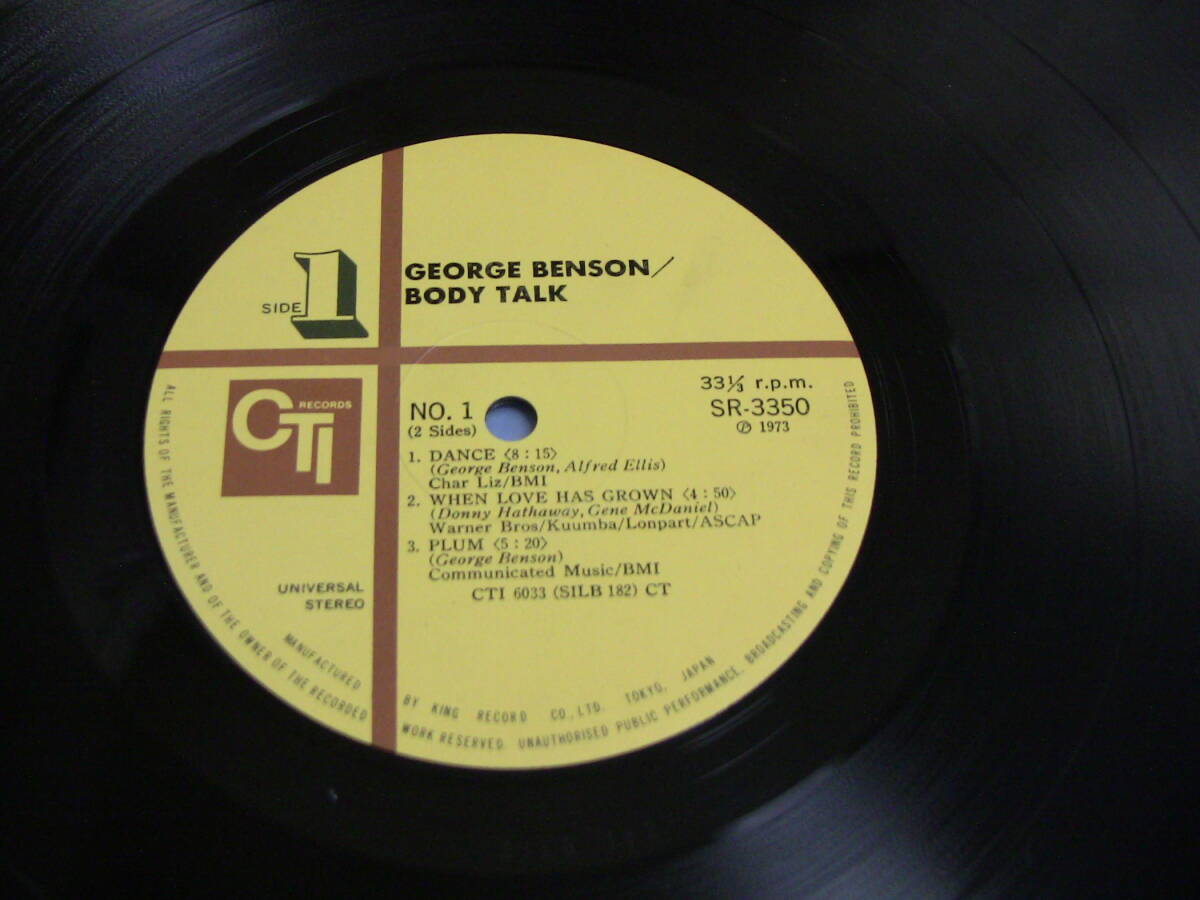 GEORGE BENSON/
BODY TALK
SIDE 1
CTI RECORDS
33⅓ r.p.m.
NO. 1
SR-3350
(2 Sides)
Ⓟ 1973
1. DANCE 〈8 : 15〉
(George Benson, Alfred Ellis)
Char Liz/BMI
2. WHEN LOVE HAS GROWN 〈4 : 50〉
(Donny Hathaway, Gene McDaniel)
Warner Bros/Kuumba/Lonpart/ASCAP
3. PLUM 〈5 : 20〉
(George Benson)
Communicated Music/BMI
CTI 6033 (SILB 182) CT
UNIVERSAL
STEREO
MANUFACTURED BY KING RECORD CO., LTD. TOKYO, JAPAN
ALL RIGHTS OF THE MANUFACTURER AND OF THE OWNER OF THE RECORDED WORK RESERVED. UNAUTHORISED PUBLIC PERFORMANCE, BROADCASTING AND COPYING OF THIS RECORD PROHIBITED